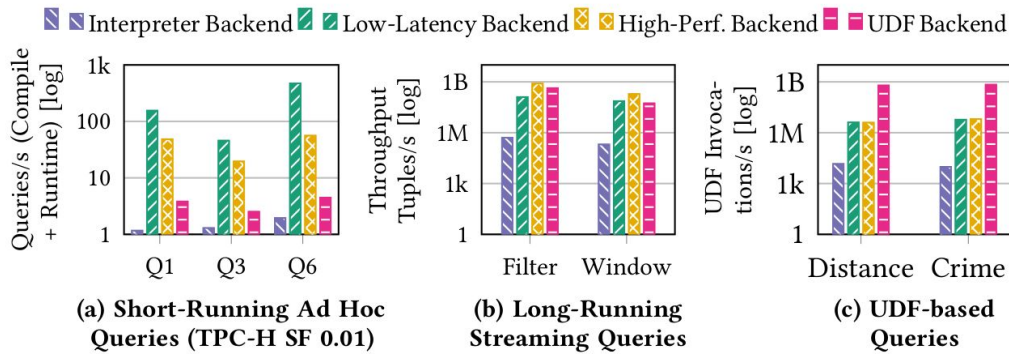 Interpreter Backend Low-Latency Backend High-Perf. Backend UDF Backend
Queries/s (Compile
+ Runtime) [log]
1k
100
10
1
Q1 Q3 Q6
(a) Short-Running Ad Hoc
Queries (TPC-H SF 0.01)
Throughput
Tuples/s [log]
1B
1M
1k
1
Filter Window
(b) Long-Running
Streaming Queries
UDF Invoca-
tions/s [log]
1B
1M
1k
1
Distance Crime
(c) UDF-based
Queries